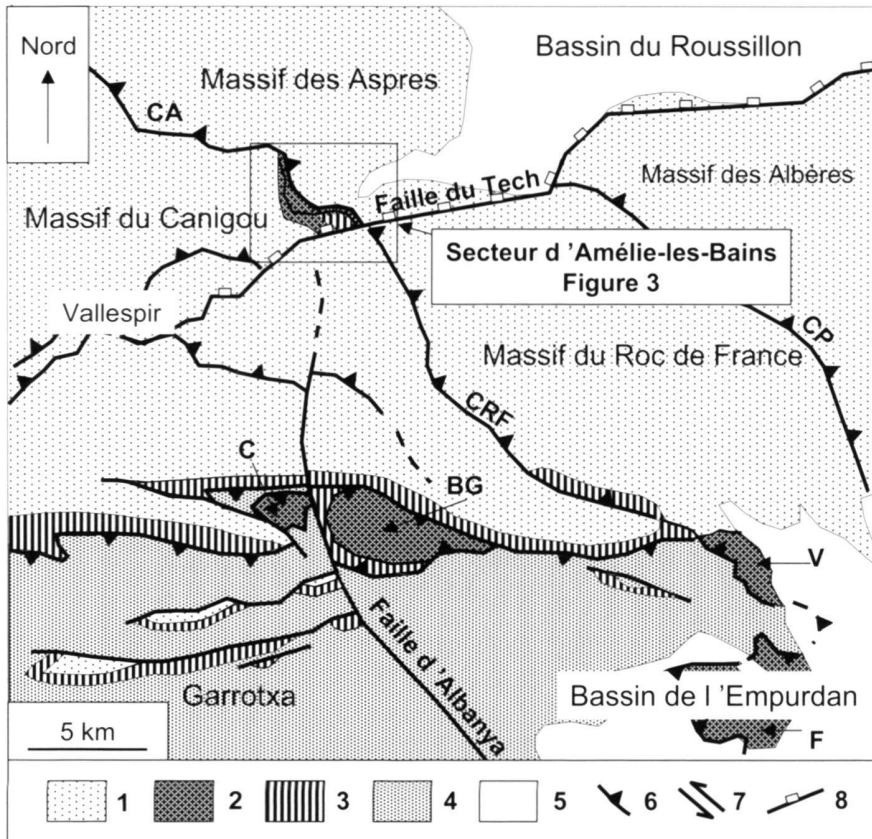 Nord
Massif des Aspres
Bassin du Roussillon
CA
Massif des Albères
Faille du Tech
Massif du Canigou
Secteur d 'Amélie-les-Bains
Figure 3
Vallespir
CP
Massif du Roc de France
CRF
C
BG
V
Faille d 'Albanya
Garrotxa
Bassin de l 'Empurdan
F
5 km
1 2 3 4 5 6 7 8